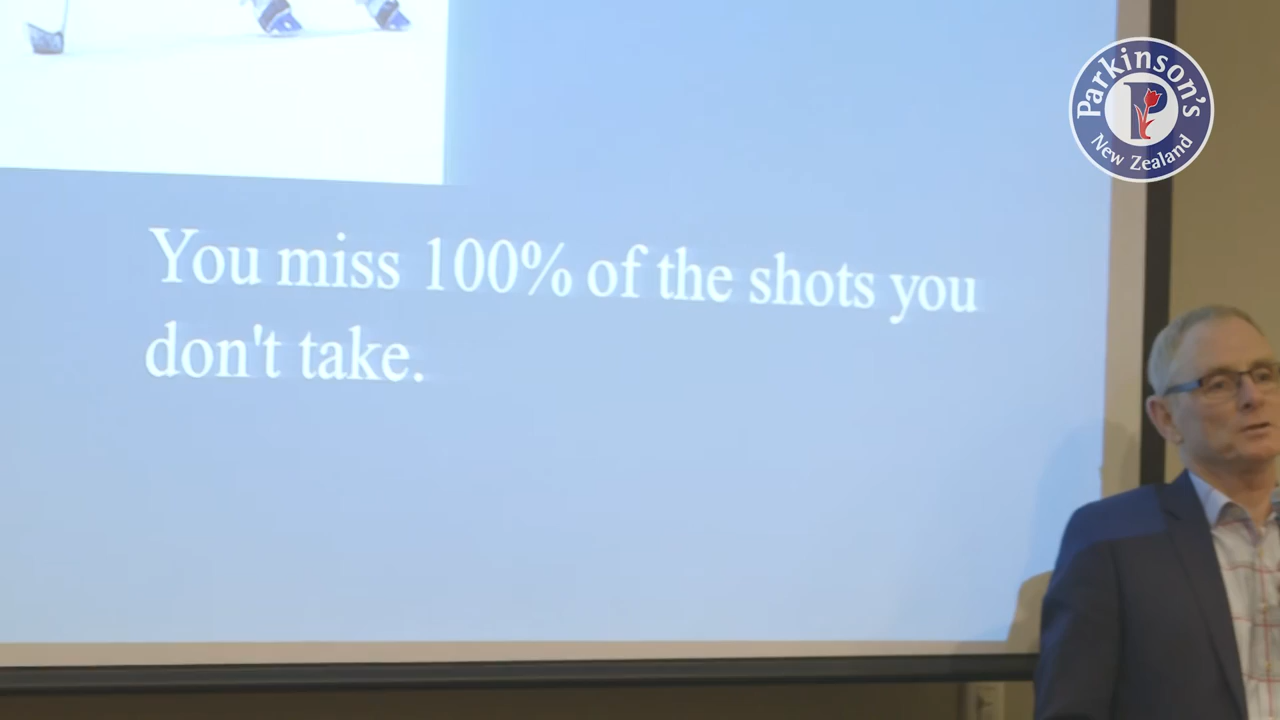 Parkinson's
P
New Zealand
You miss 100% of the shots you
don't take.